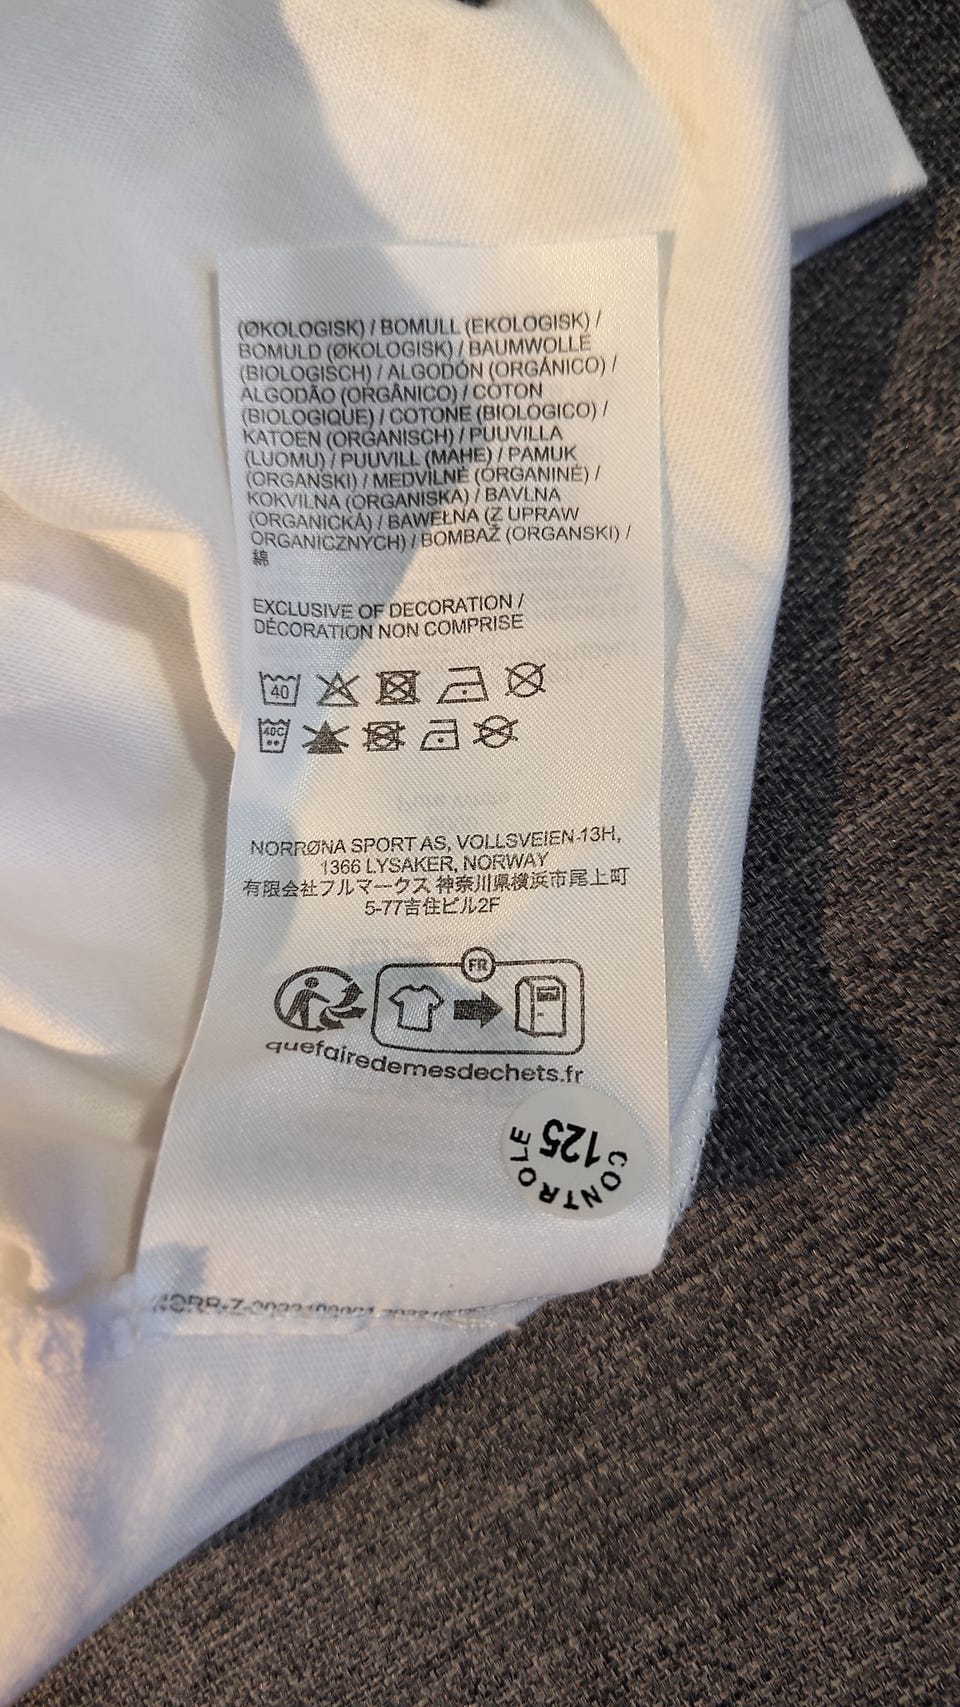 (ØKOLOGISK) / BOMULL (EKOLOGISK) /
BOMULD (ØKOLOGISK) / BAUMWOLLE
(BIOLOGISCH) / ALGODÓN (ORGÁNICO) /
ALGODÃO (ORGÂNICO) / COTON
(BIOLOGIQUE) / COTONE (BIOLOGICO) /
KATOEN (ORGANISCH) / PUUVILLA
(LUOMU) / PUUVILL (MAHE) / PAMUK
(ORGANSKI) / MEDVILNĖ (ORGANINĖ) /
KOKVILNA (ORGANISKA) / BAVLNA
(ORGANICKÁ) / BAWEŁNA (Z UPRAW
ORGANICZNYCH) / BOMBAŽ (ORGANSKI) /
綿
EXCLUSIVE OF DECORATION /
DÉCORATION NON COMPRISE
40
40C
NORRØNA SPORT AS, VOLLSVEIEN 13H,
1366 LYSAKER, NORWAY
有限会社フルマークス 神奈川県横浜市尾上町
5-77吉住ビル2F
FR
quefairedemesdechets.fr
125
CONTROLE